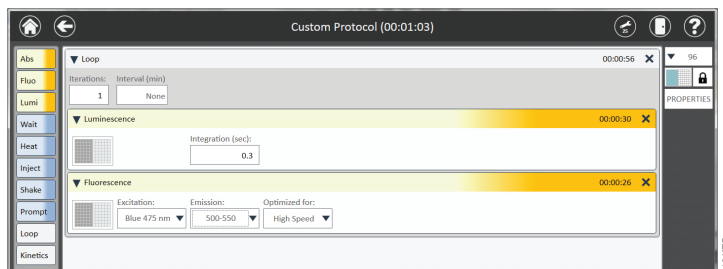 Custom Protocol (00:01:03)
25
?
Abs
Fluo
Lumi
Wait
Heat
Inject
Shake
Prompt
Loop
Kinetics
Loop 00:00:56 X
Iterations: Interval (min)
1 None
Luminescence 00:00:30 X
Integration (sec):
0.3
Fluorescence 00:00:26 X
Excitation: Emission: Optimized for:
Blue 475 nm 500-550 High Speed
96
PROPERTIES